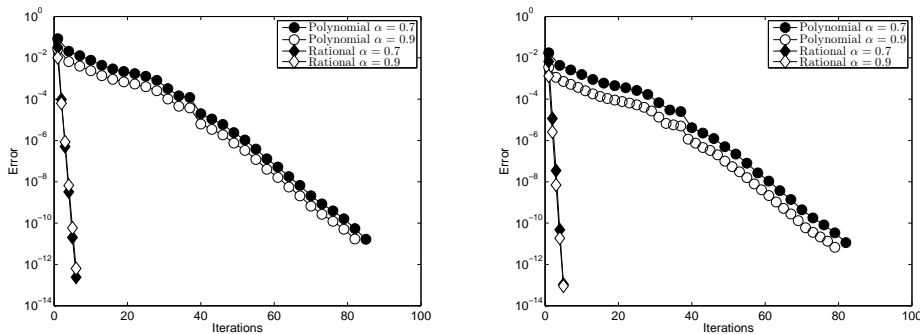 10^0
10^-2
10^-4
10^-6
10^-8
10^-10
10^-12
10^-14
Error
0
20
40
60
80
100
Iterations
Polynomial α = 0.7
Polynomial α = 0.9
Rational α = 0.7
Rational α = 0.9
10^0
10^-2
10^-4
10^-6
10^-8
10^-10
10^-12
10^-14
Error
0
20
40
60
80
100
Iterations
Polynomial α = 0.7
Polynomial α = 0.9
Rational α = 0.7
Rational α = 0.9